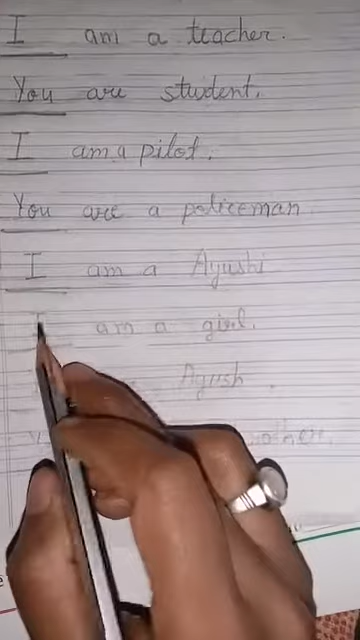 I am a teacher.
You are student.
I am a pilot.
You are a policeman
I am a Ayushi
I am a girl.
Ayush.